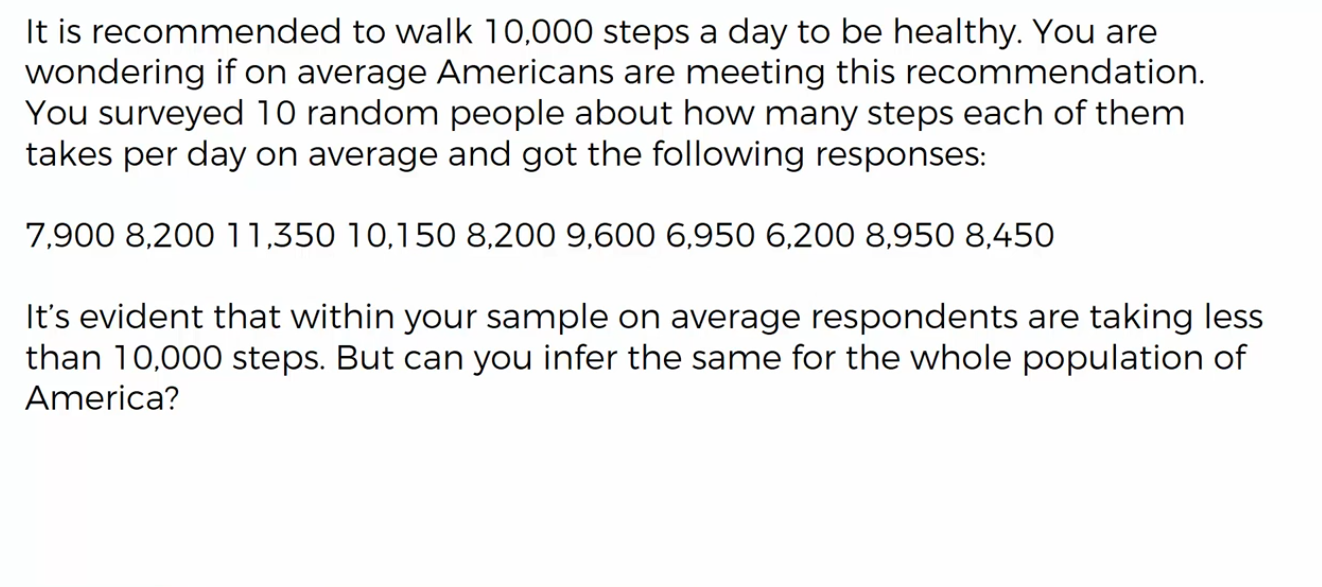 It is recommended to walk 10,000 steps a day to be healthy. You are
wondering if on average Americans are meeting this recommendation.
You surveyed 10 random people about how many steps each of them
takes per day on average and got the following responses:
7,900 8,200 11,350 10,150 8,200 9,600 6,950 6,200 8,950 8,450
It’s evident that within your sample on average respondents are taking less
than 10,000 steps. But can you infer the same for the whole population of
America?